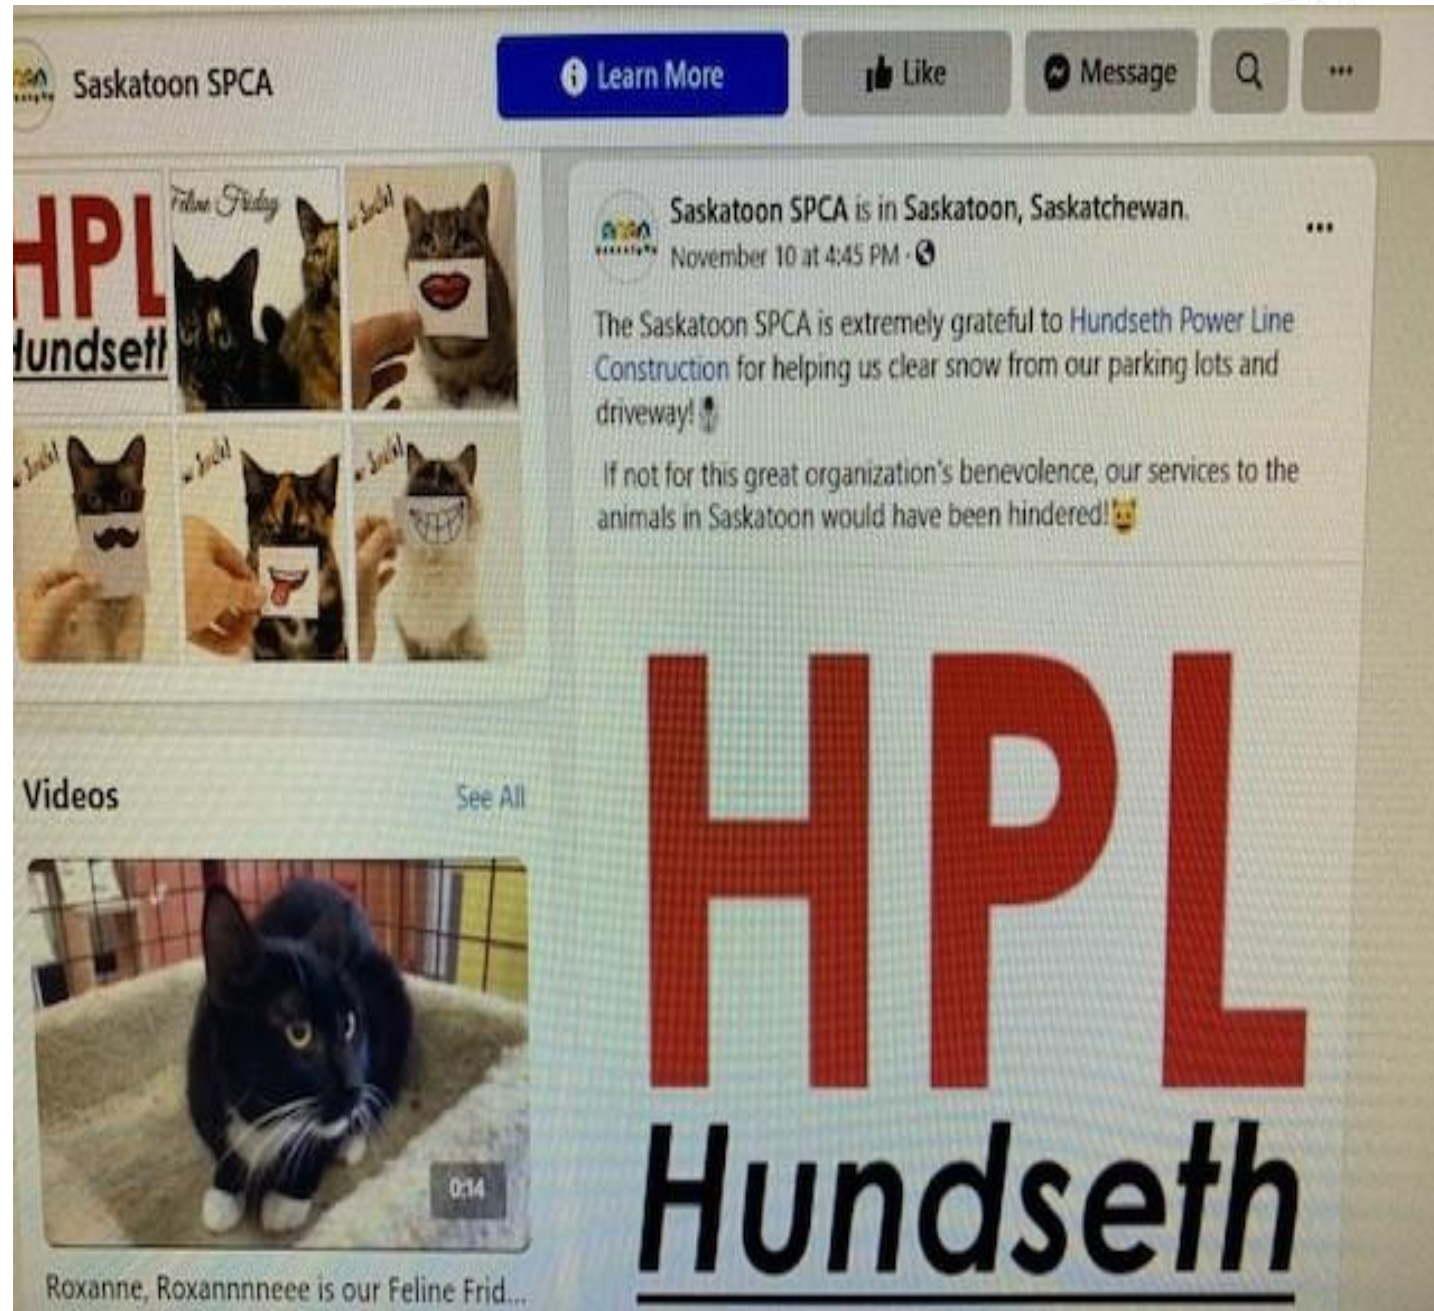 Saskatoon SPCA
Learn More
Like
Message
...
HPL
Hundseth
Feline Friday
Saskatoon SPCA is in Saskatoon, Saskatchewan.
...
November 10 at 4:45 PM ·
The Saskatoon SPCA is extremely grateful to Hundseth Power Line
Construction for helping us clear snow from our parking lots and
driveway!
If not for this great organization's benevolence, our services to the
animals in Saskatoon would have been hindered!
HPL
Hundseth
Videos
See All
0:14
Roxanne, Roxannnneee is our Feline Frid...